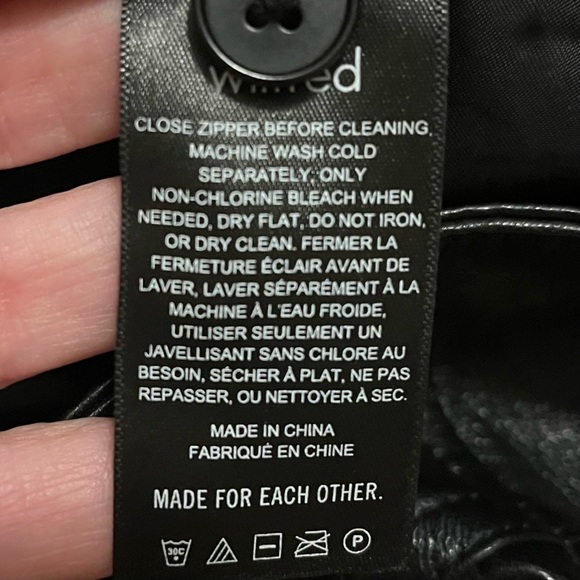 CLOSE ZIPPER BEFORE CLEANING.
MACHINE WASH COLD
SEPARATELY, ONLY
NON-CHLORINE BLEACH WHEN
NEEDED, DRY FLAT, DO NOT IRON,
OR DRY CLEAN. FERMER LA
FERMETURE ÉCLAIR AVANT DE
LAVER, LAVER SÉPARÉMENT À LA
MACHINE À L'EAU FROIDE,
UTILISER SEULEMENT UN
JAVELLISANT SANS CHLORE AU
BESOIN, SÉCHER À PLAT, NE PAS
REPASSER, OU NETTOYER À SEC.
MADE IN CHINA
FABRIQUÉ EN CHINE
MADE FOR EACH OTHER.
30C P